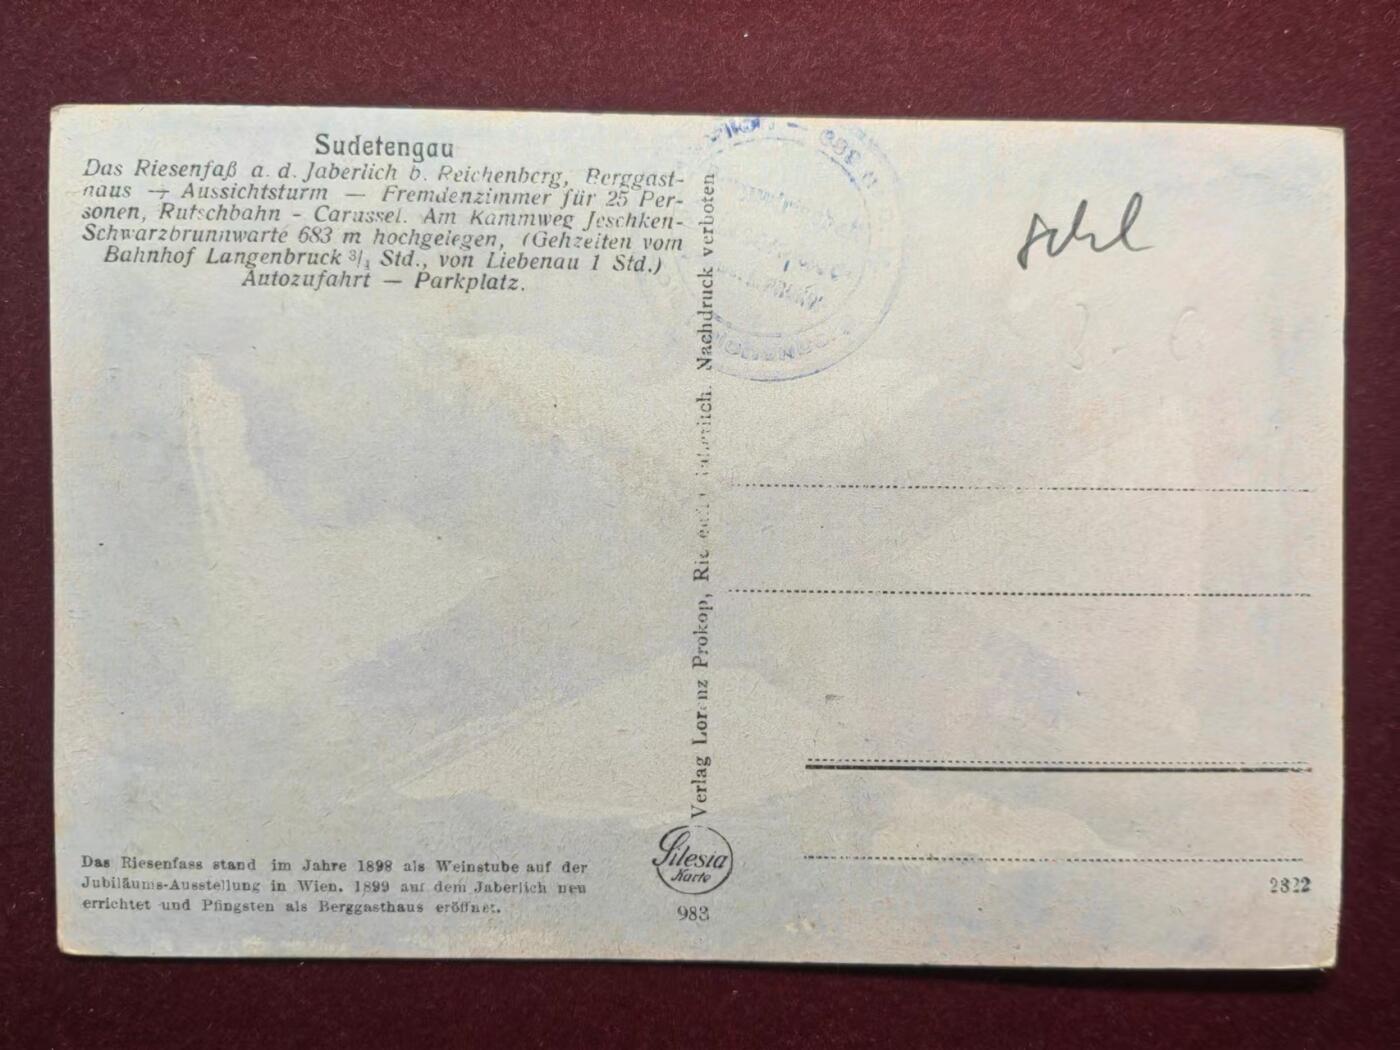 Sudetengau
Das Riesenfaß a. d. Jaberlich b. Reichenberg, Berggast-
haus — Aussichtsturm — Fremdenzimmer für 25 Per-
sonen, Rutschbahn - Carussel. Am Kammweg Jeschken-
Schwarzbrunnwarte 683 m hochgelegen, (Gehzeiten vom
Bahnhof Langenbruck 3/4 Std., von Liebenau 1 Std.)
Autozufahrt — Parkplatz.
Verlag Lorenz Prokop, Nachdruck verboten
Das Riesenfass stand im Jahre 1898 als Weinstube auf der
Jubiläums-Ausstellung in Wien. 1899 auf dem Jaberlich neu
errichtet und Pfingsten als Berggasthaus eröffnet.
Silesia
Karte
983
2822